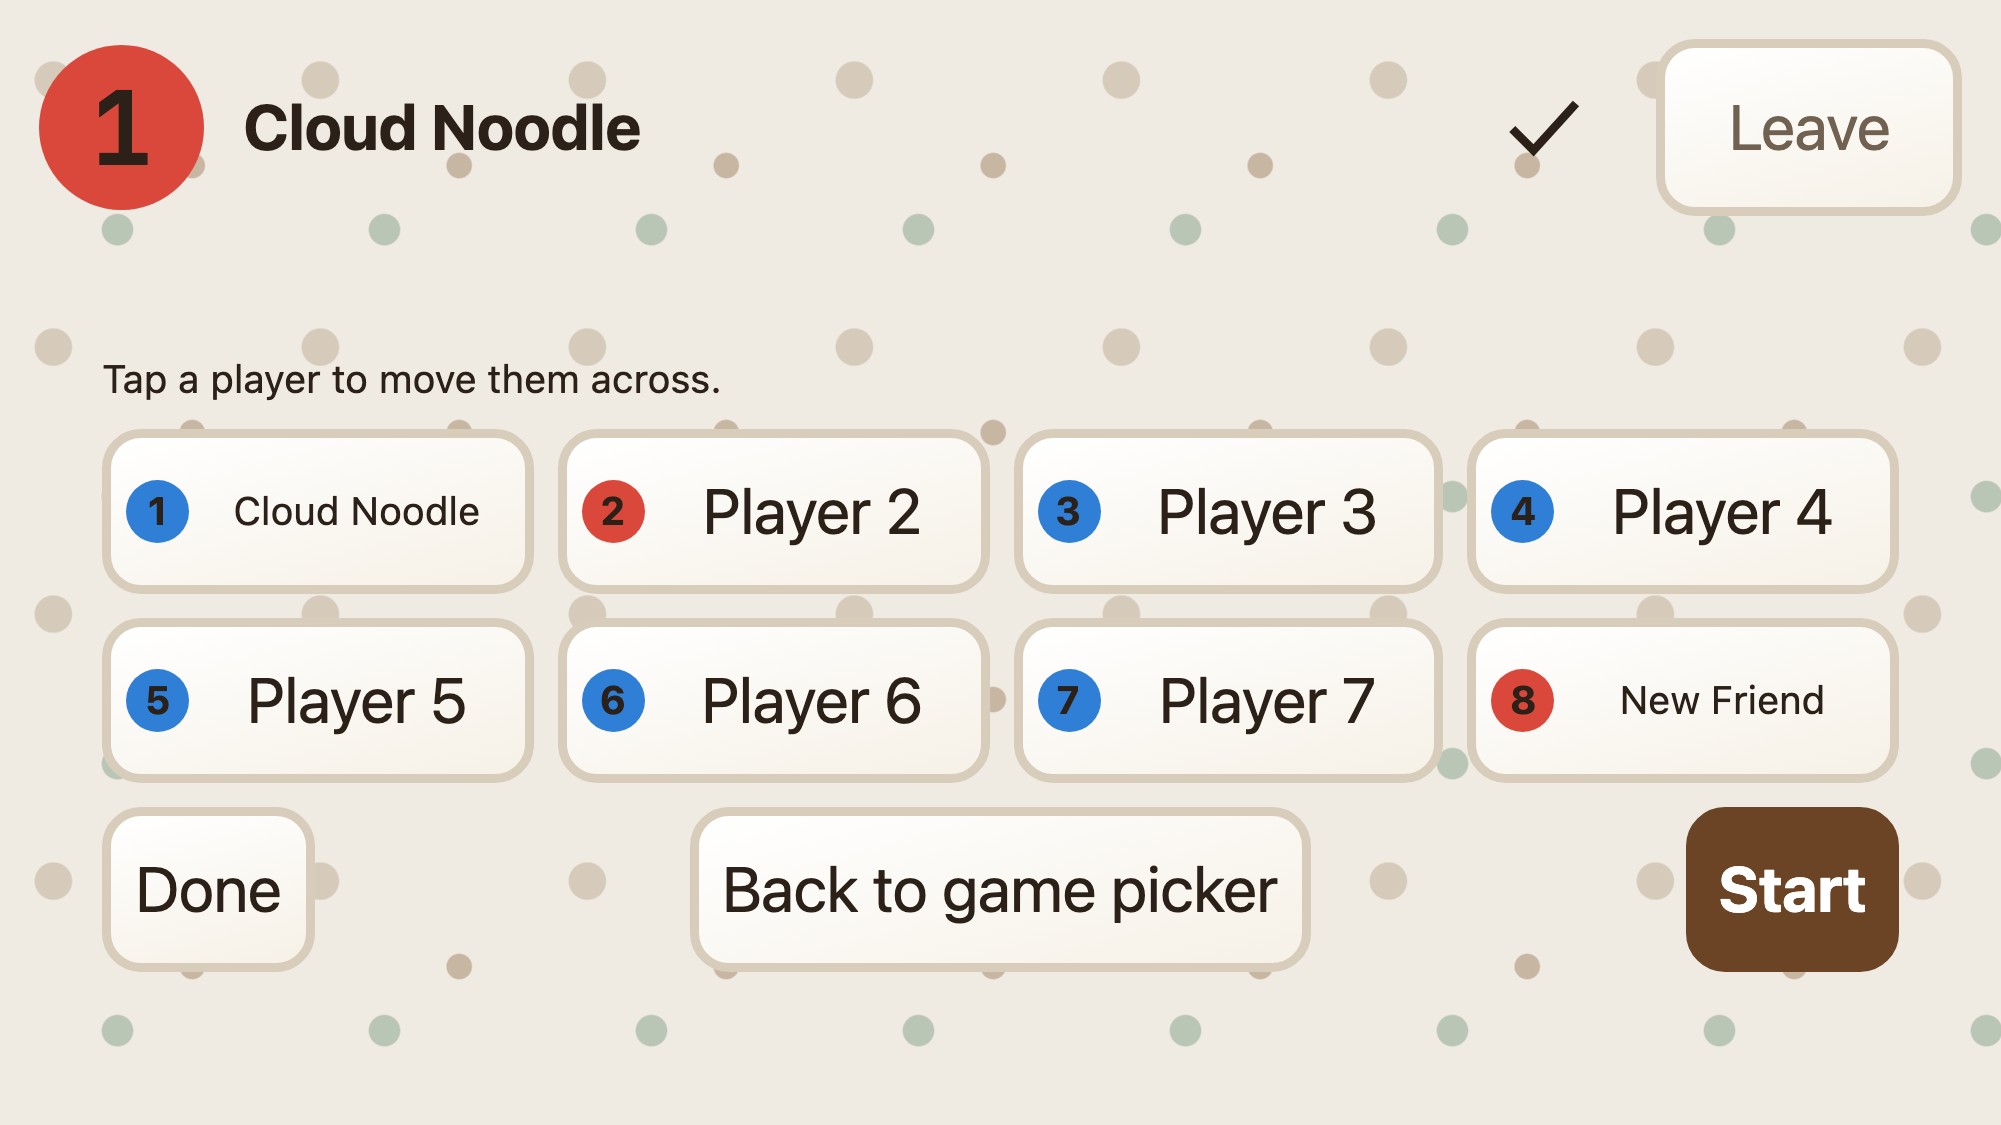 1 Cloud Noodle Leave
Tap a player to move them across.
1 Cloud Noodle 2 Player 2 3 Player 3 4 Player 4
5 Player 5 6 Player 6 7 Player 7 8 New Friend
Done Back to game picker Start